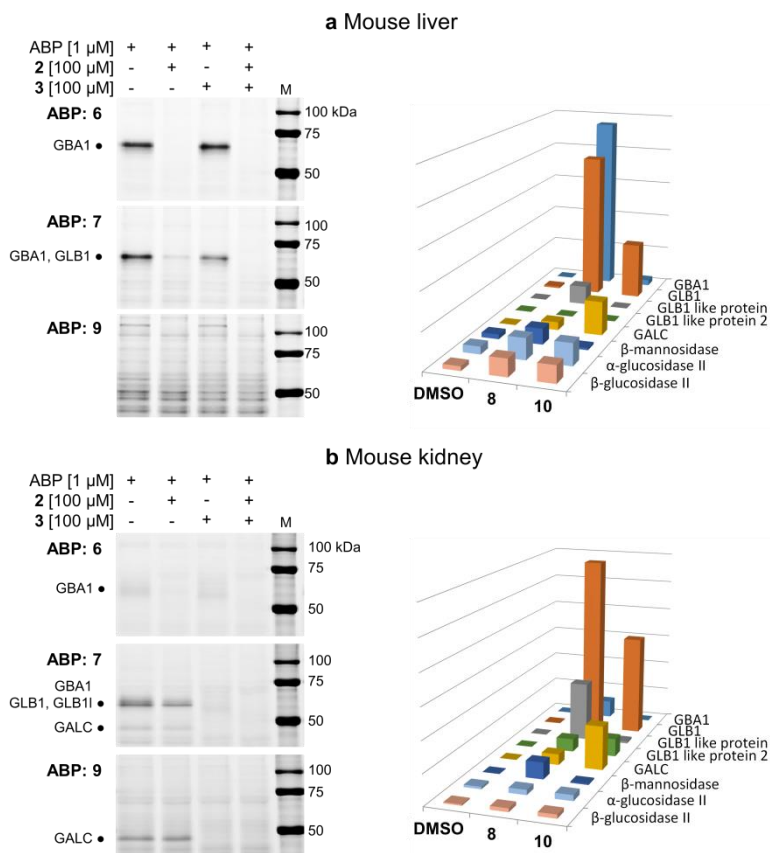 a Mouse liver
ABP [1 µM] + + + +
2 [100 µM] - + - +
3 [100 µM] - - + + M
ABP: 6
100 kDa
75
GBA1 •
50
ABP: 7
100
75
GBA1, GLB1 •
50
ABP: 9
100
75
50
GBA1
GLB1
GLB1 like protein
GLB1 like protein 2
GALC
β-mannosidase
α-glucosidase II
β-glucosidase II
DMSO 8 10
b Mouse kidney
ABP [1 µM] + + + +
2 [100 µM] - + - +
3 [100 µM] - - + + M
ABP: 6
100 kDa
75
GBA1 •
50
ABP: 7
100
GBA1
75
GLB1, GLB1l •
GALC •
50
ABP: 9
100
75
GALC •
50
GBA1
GLB1
GLB1 like protein
GLB1 like protein 2
GALC
β-mannosidase
α-glucosidase II
β-glucosidase II
DMSO 8 10